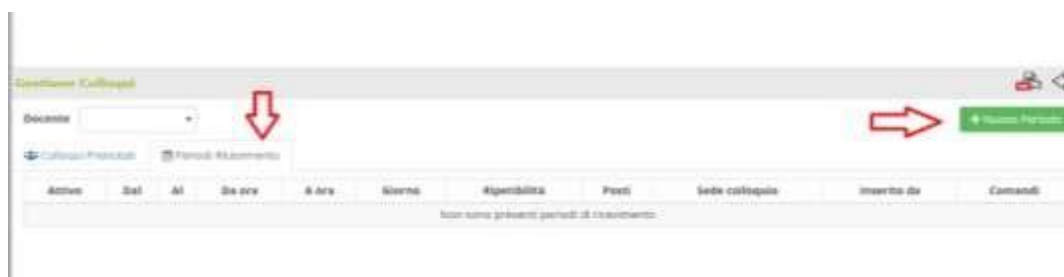 Gestione Colloqui
Docente
+ Nuovo Periodo
Colloqui Prenotati Periodi Ricevimento
Attivo Dal Al Da ora A ora Giorno Ripetibilità Posti Sede colloquio Inserito da Comandi
Non sono presenti periodi di ricevimento